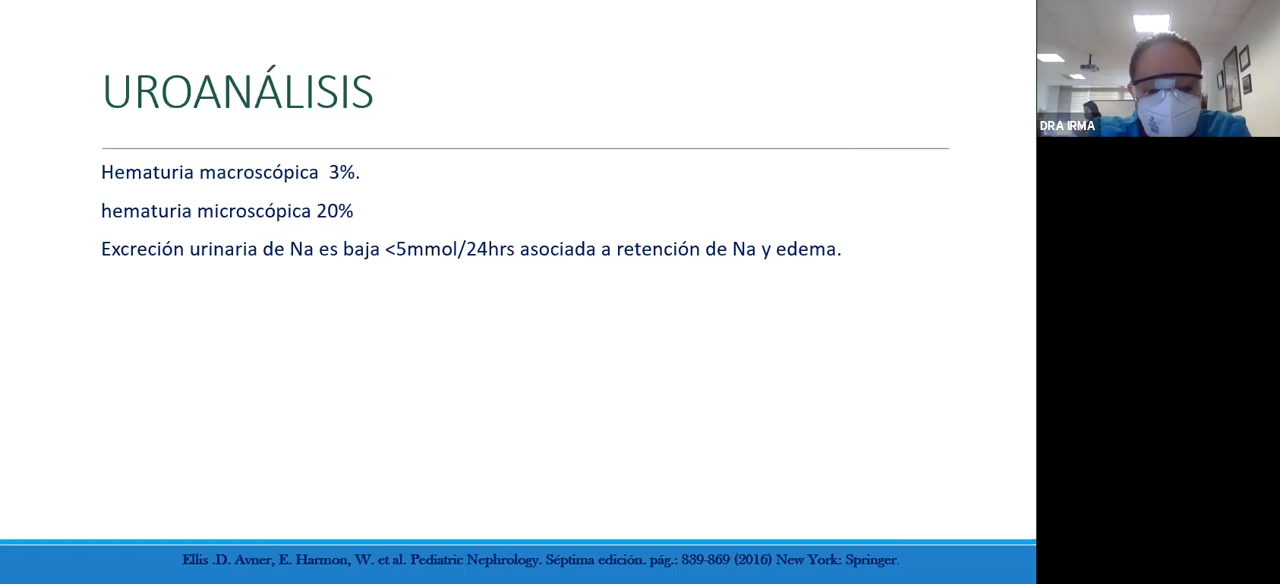 UROANÁLISIS
Hematuria macroscópica  3%.
hematuria microscópica 20%
Excreción urinaria de Na es baja <5mmol/24hrs asociada a retención de Na y edema.
Ellis .D. Avner, E. Harmon, W. et al. Pediatric Nephrology. Séptima edición. pág.: 839-869 (2016) New York: Springer.
DRA IRMA